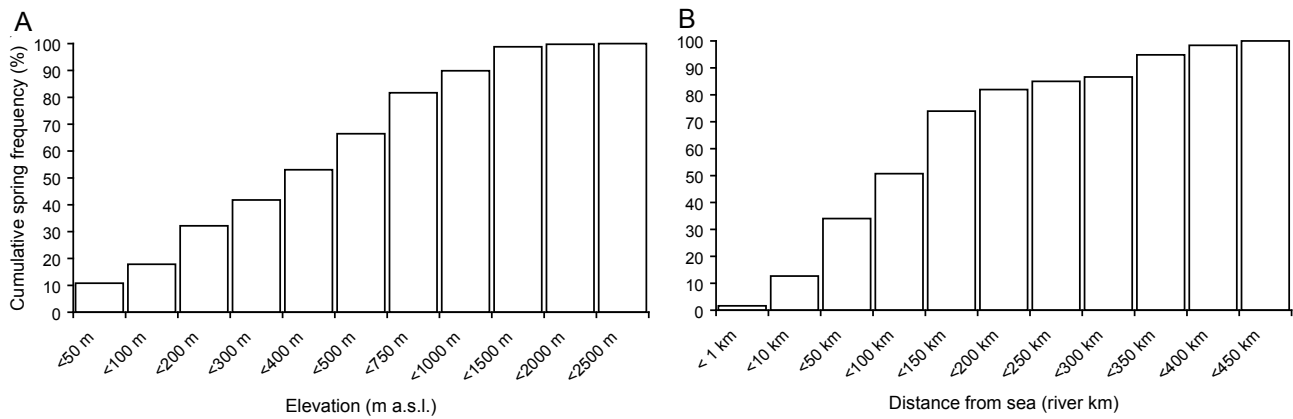 A
Cumulative spring frequency (%)
100
90
80
70
60
50
40
30
20
10
0
<50 m
<100 m
<200 m
<300 m
<400 m
<500 m
<750 m
<1000 m
<1500 m
<2000 m
<2500 m
Elevation (m a.s.l.)
B
100
90
80
70
60
50
40
30
20
10
0
< 1 km
<10 km
<50 km
<100 km
<150 km
<200 km
<250 km
<300 km
<350 km
<400 km
<450 km
Distance from sea (river km)